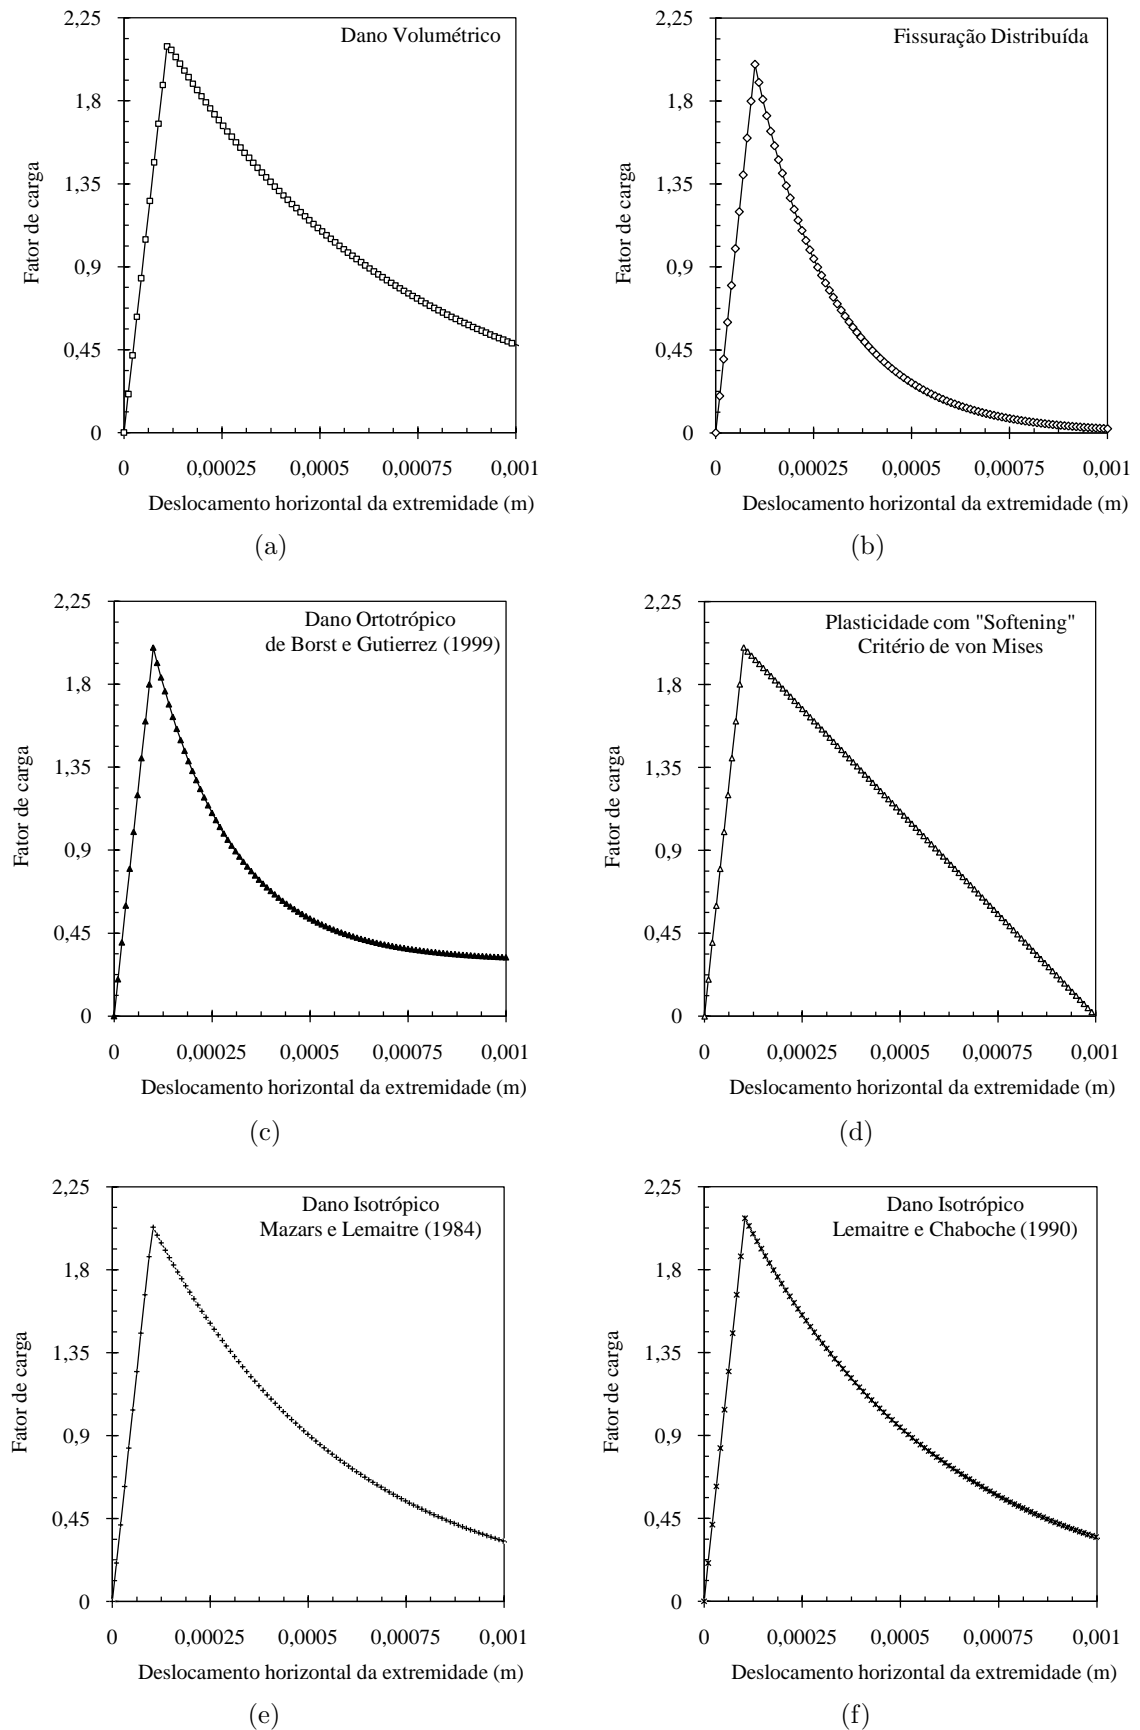 2,25
Dano Volumétrico
1,8
1,35
0,9
0,45
0
Fator de carga
0 0,00025 0,0005 0,00075 0,001
Deslocamento horizontal da extremidade (m)
(a)
2,25
Fissuração Distribuída
1,8
1,35
0,9
0,45
0
Fator de carga
0 0,00025 0,0005 0,00075 0,001
Deslocamento horizontal da extremidade (m)
(b)
2,25
Dano Ortotrópico
de Borst e Gutierrez (1999)
1,8
1,35
0,9
0,45
0
Fator de carga
0 0,00025 0,0005 0,00075 0,001
Deslocamento horizontal da extremidade (m)
(c)
2,25
Plasticidade com "Softening"
Critério de von Mises
1,8
1,35
0,9
0,45
0
Fator de carga
0 0,00025 0,0005 0,00075 0,001
Deslocamento horizontal da extremidade (m)
(d)
2,25
Dano Isotrópico
Mazars e Lemaitre (1984)
1,8
1,35
0,9
0,45
0
Fator de carga
0 0,00025 0,0005 0,00075 0,001
Deslocamento horizontal da extremidade (m)
(e)
2,25
Dano Isotrópico
Lemaitre e Chaboche (1990)
1,8
1,35
0,9
0,45
0
Fator de carga
0 0,00025 0,0005 0,00075 0,001
Deslocamento horizontal da extremidade (m)
(f)